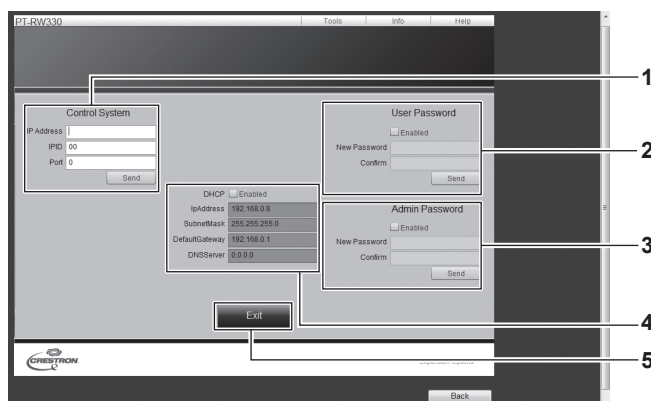 PT-RW330
Tools Info Help
1
Control System
IP Address
IPID 00
Port 0
Send
User Password
Enabled
New Password
Confirm
Send
2
DHCP Enabled
IpAddress 192.168.0.8
SubnetMask 255.255.255.0
DefaultGateway 192.168.0.1
DNSServer 0.0.0.0
Admin Password
Enabled
New Password
Confirm
Send
3
Exit
4
5
CRESTRON
Back